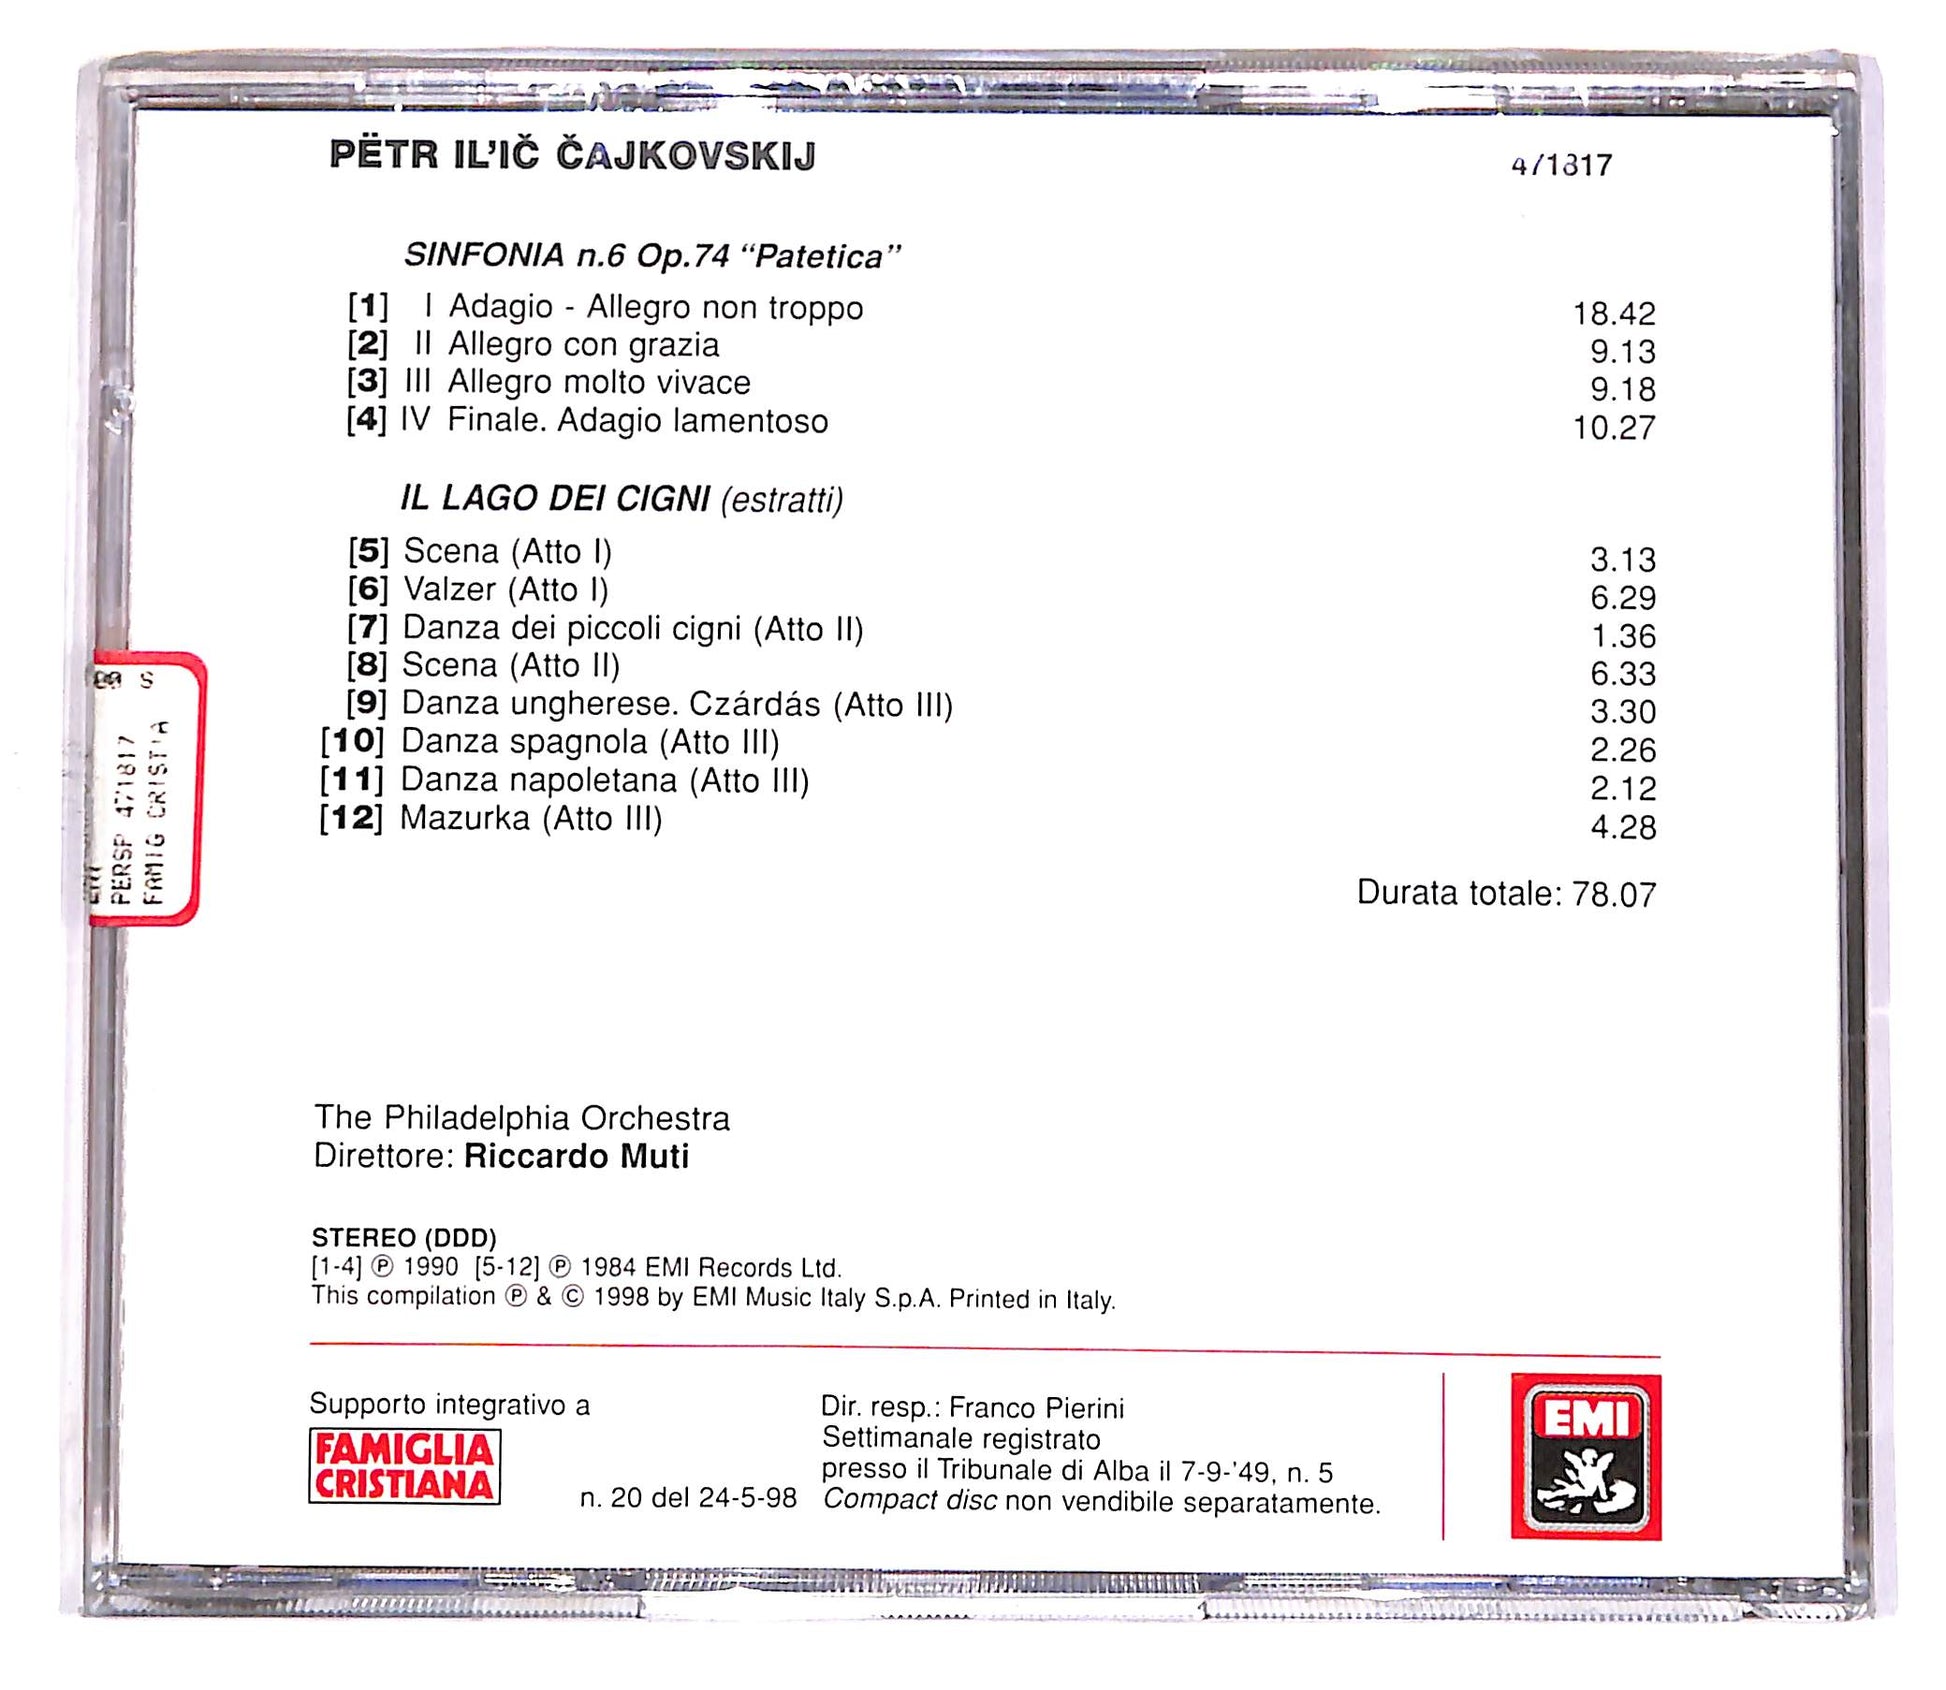 PËTR IL'IČ ČAJKOVSKIJ
471817
SINFONIA n.6 Op.74 “Patetica”
[1] I Adagio - Allegro non troppo 18.42
[2] II Allegro con grazia 9.13
[3] III Allegro molto vivace 9.18
[4] IV Finale. Adagio lamentoso 10.27
IL LAGO DEI CIGNI (estratti)
[5] Scena (Atto I) 3.13
[6] Valzer (Atto I) 6.29
[7] Danza dei piccoli cigni (Atto II) 1.36
[8] Scena (Atto II) 6.33
[9] Danza ungherese. Czárdás (Atto III) 3.30
[10] Danza spagnola (Atto III) 2.26
[11] Danza napoletana (Atto III) 2.12
[12] Mazurka (Atto III) 4.28
Durata totale: 78.07
S
PERSP 471817
FAMIG CRISTIA
The Philadelphia Orchestra
Direttore: Riccardo Muti
STEREO (DDD)
[1-4] ℗ 1990 [5-12] ℗ 1984 EMI Records Ltd.
This compilation ℗ & © 1998 by EMI Music Italy S.p.A. Printed in Italy.
Supporto integrativo a
FAMIGLIA
CRISTIANA
n. 20 del 24-5-98
Dir. resp.: Franco Pierini
Settimanale registrato
presso il Tribunale di Alba il 7-9-'49, n. 5
Compact disc non vendibile separatamente.
EMI